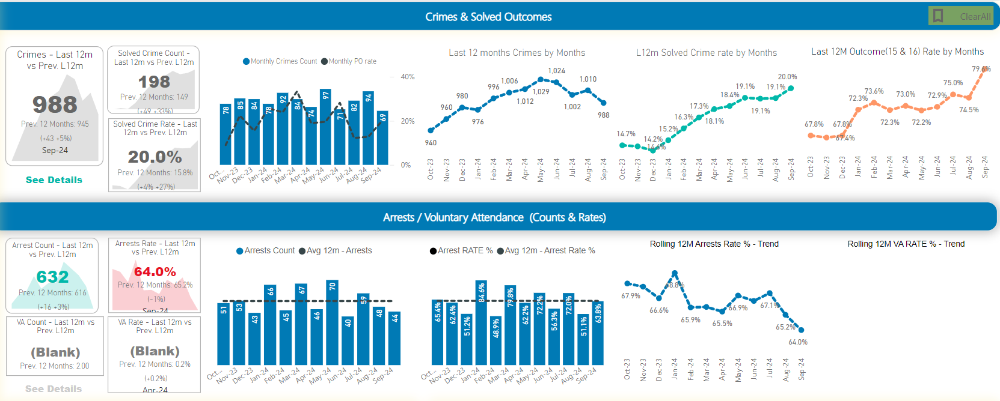 Crimes & Solved Outcomes
ClearAll
Crimes - Last 12m
vs Prev. L12m
988
Prev. 12 Months: 945
(+43 +5%)
Sep-24
See Details
Solved Crime Count -
Last 12m vs Prev. L12m
198
Prev. 12 Months: 149
(+49 +33%)
Solved Crime Rate - Last
12m vs Prev. L12m
20.0%
Prev. 12 Months: 15.8%
(+4% +27%)
Monthly Crimes Count Monthly PO rate
40%
20%
0%
78 85 84 78 92 84 74 97 71 82 94 69
Oct... Nov-23 Dec-23 Jan-24 Feb-24 Mar-24 Apr-24 May-24 Jun-24 Jul-24 Aug-24 Sep-24
Last 12 months Crimes by Months
940 960 980 976 996 1,006 1,012 1,029 1,024 1,002 1,010 988
Oct-23 Nov-23 Dec-23 Jan-24 Feb-24 Mar-24 Apr-24 May-24 Jun-24 Jul-24 Aug-24 Sep-24
L12m Solved Crime rate by Months
14.7% 14.2% 15.2% 16.3% 17.3% 18.1% 18.4% 19.1% 19.1% 19.1% 20.0%
Oct-23 Nov-23 Dec-23 Jan-24 Feb-24 Mar-24 Apr-24 May-24 Jun-24 Jul-24 Aug-24 Sep-24
Last 12M Outcome(15 & 16) Rate by Months
67.8% 67.4% 67.8% 72.3% 73.6% 72.3% 73.0% 72.2% 72.9% 75.0% 74.5% 79.6%
Oct-23 Nov-23 Dec-23 Jan-24 Feb-24 Mar-24 Apr-24 May-24 Jun-24 Jul-24 Aug-24 Sep-24
Arrests / Voluntary Attendance (Counts & Rates)
Arrest Count - Last 12m
vs Prev. L12m
632
Prev. 12 Months: 616
(+16 +3%)
Arrests Rate - Last 12m
vs Prev. L12m
64.0%
Prev. 12 Months: 65.2%
(-1%)
Sep-24
VA Count - Last 12m vs
Prev. L12m
(Blank)
Prev. 12 Months: 2.00
See Details
VA Rate - Last 12m vs
Prev. L12m
(Blank)
Prev. 12 Months: 0.2%
(+0.2%)
Apr-24
Arrests Count Avg 12m - Arrests
51 53 43 66 45 67 46 70 40 59 48 44
Oct... Nov-23 Dec-23 Jan-24 Feb-24 Mar-24 Apr-24 May-24 Jun-24 Jul-24 Aug-24 Sep-24
Arrest RATE % Avg 12m - Arrest Rate %
65.4% 62.4% 51.2% 84.6% 48.9% 79.8% 62.2% 72.2% 56.3% 72.0% 51.1% 63.8%
Oct... Nov-23 Dec-23 Jan-24 Feb-24 Mar-24 Apr-24 May-24 Jun-24 Jul-24 Aug-24 Sep-24
Rolling 12M Arrests Rate % - Trend
67.9% 66.6% 68.8% 65.9% 65.5% 66.9% 67.1% 65.2% 64.0%
Oct-23 Nov-23 Dec-23 Jan-24 Feb-24 Mar-24 Apr-24 May-24 Jun-24 Jul-24 Aug-24 Sep-24
Rolling 12M VA RATE % - Trend